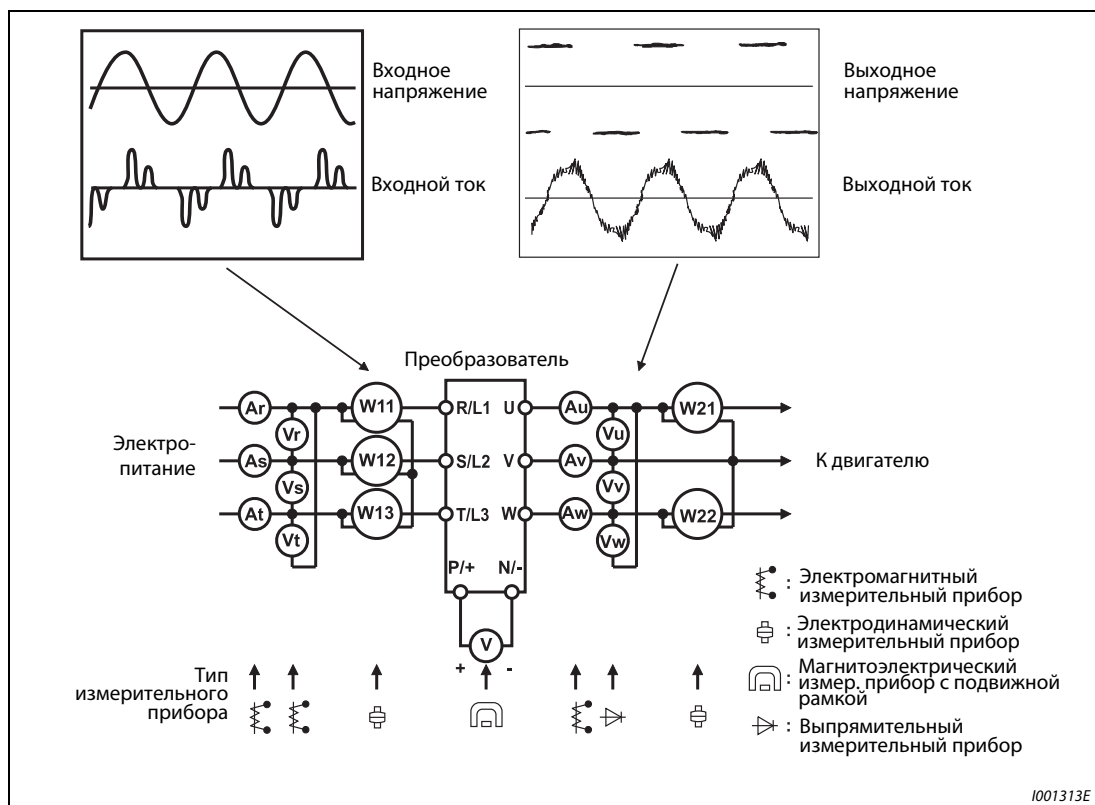 Входное
напряжение
Входной ток
Выходное
напряжение
Выходной ток
Преобразователь
Электро-
питание
Ar
Vr
As
Vs
At
Vt
W11
W12
W13
R/L1
U
S/L2
V
T/L3
W
P/+
N/-
V
+
-
Au
Vu
Av
Vv
Aw
Vw
W21
W22
К двигателю
Тип
измерительного
прибора
: Электромагнитный
измерительный прибор
: Электродинамический
измерительный прибор
: Магнитоэлектрический
измер. прибор с подвижной
рамкой
: Выпрямительный
измерительный прибор
I001313E